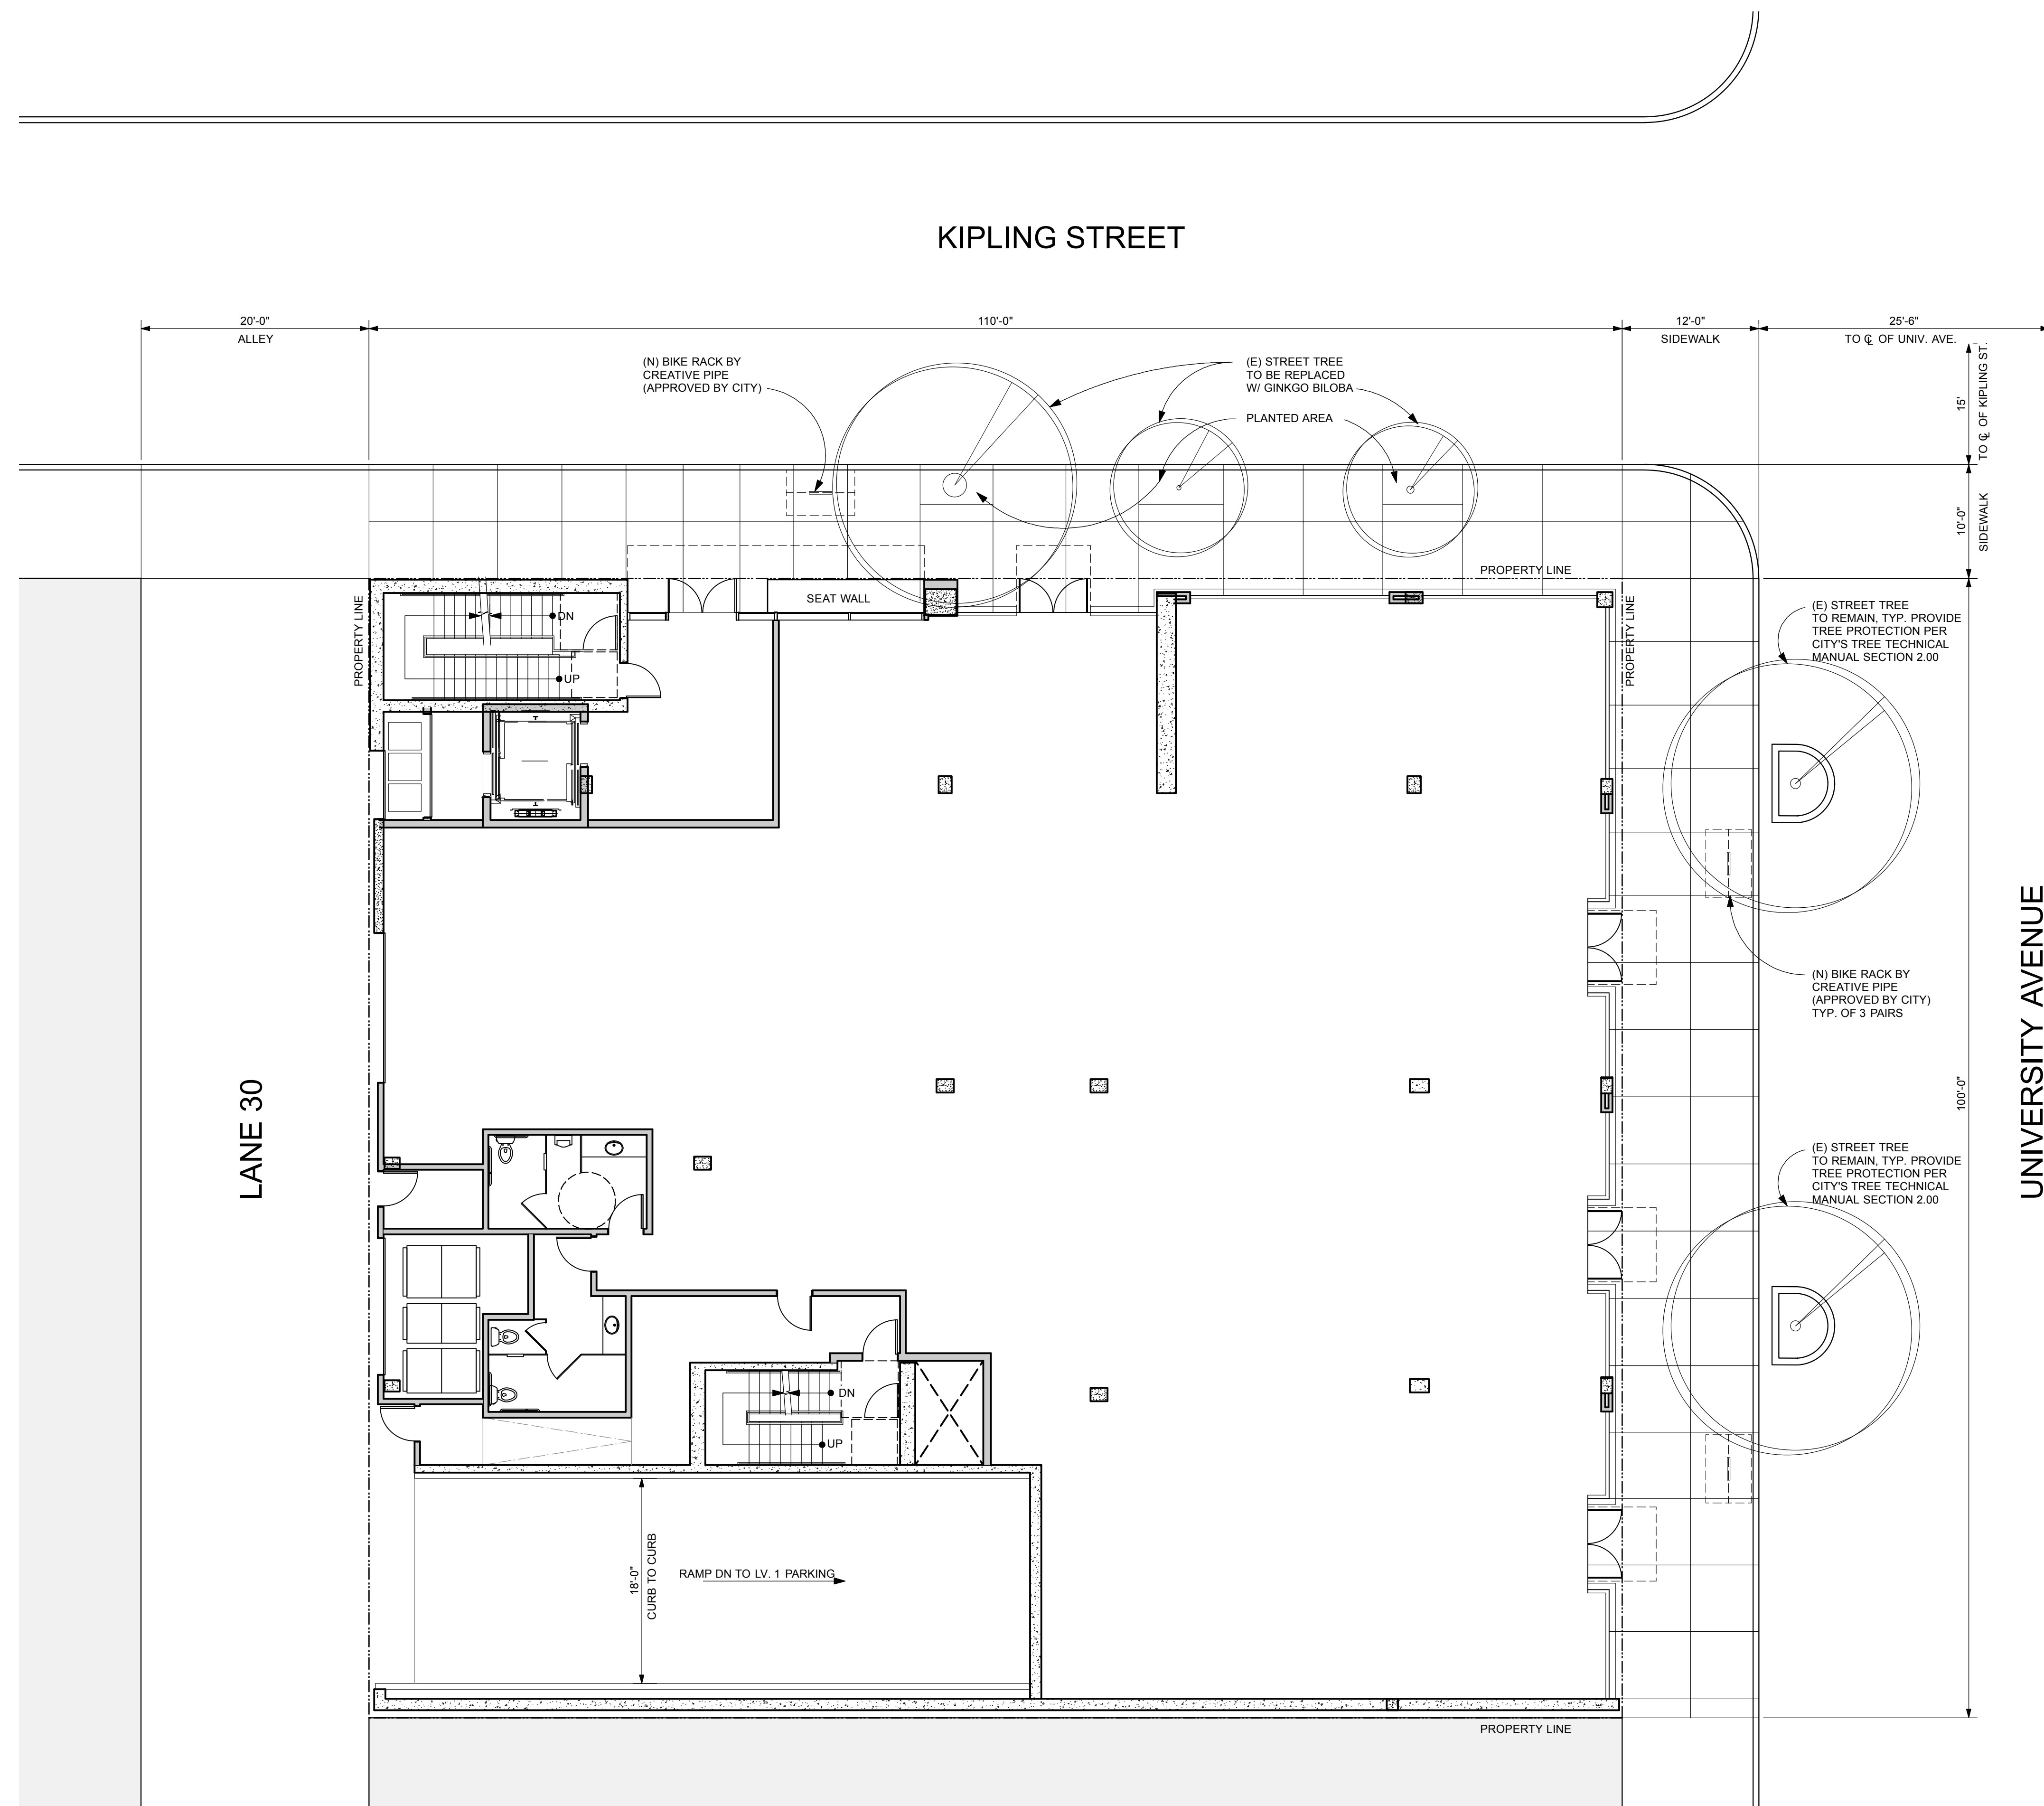 KIPLING STREET
20'-0"
ALLEY
110'-0"
12'-0"
SIDEWALK
25'-6"
TO ℄ OF UNIV. AVE.
15'
TO ℄ OF KIPLING ST.
(N) BIKE RACK BY
CREATIVE PIPE
(APPROVED BY CITY)
(E) STREET TREE
TO BE REPLACED
W/ GINKGO BILOBA
PLANTED AREA
10'-0"
SIDEWALK
PROPERTY LINE
PROPERTY LINE
PROPERTY LINE
SEAT WALL
DN
UP
(E) STREET TREE
TO REMAIN, TYP. PROVIDE
TREE PROTECTION PER
CITY'S TREE TECHNICAL
MANUAL SECTION 2.00
(N) BIKE RACK BY
CREATIVE PIPE
(APPROVED BY CITY)
TYP. OF 3 PAIRS
UNIVERSITY AVENUE
100'-0"
LANE 30
(E) STREET TREE
TO REMAIN, TYP. PROVIDE
TREE PROTECTION PER
CITY'S TREE TECHNICAL
MANUAL SECTION 2.00
DN
UP
18'-0"
CURB TO CURB
RAMP DN TO LV. 1 PARKING
PROPERTY LINE